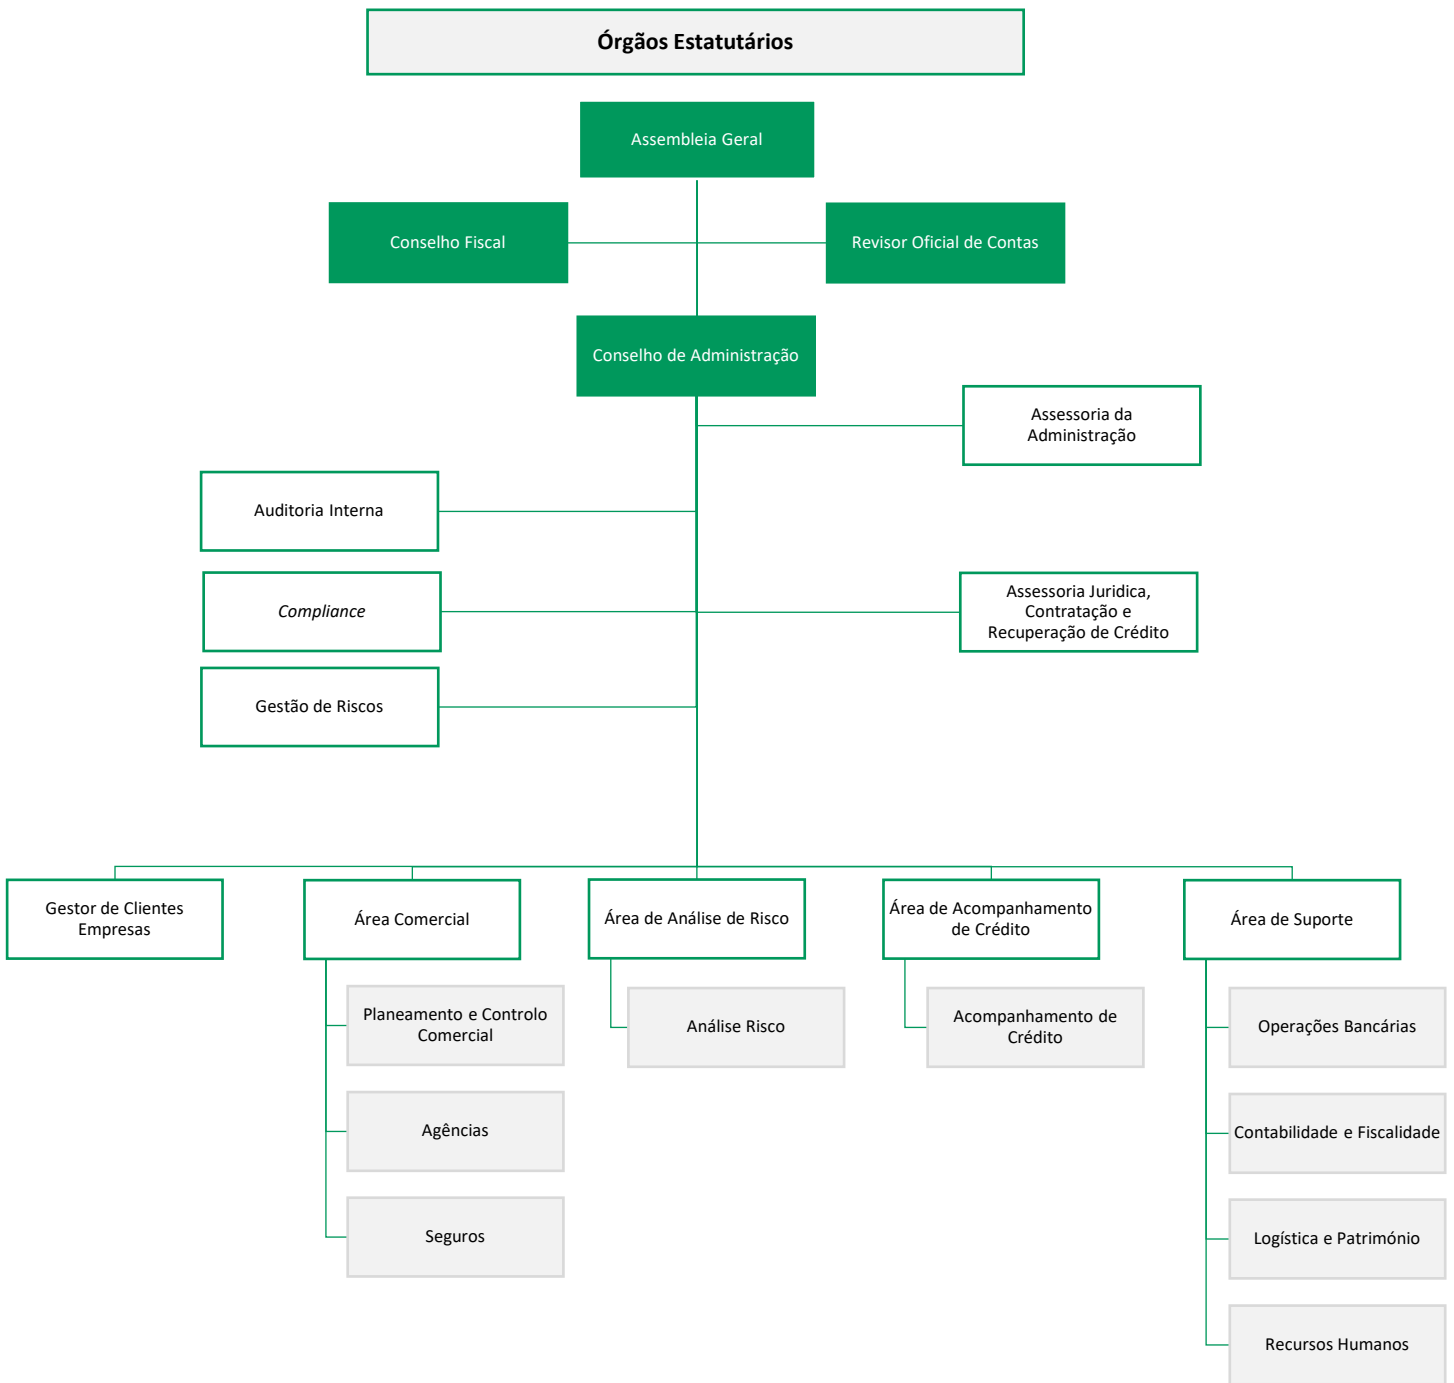 Órgãos Estatutários
Assembleia Geral
Conselho Fiscal
Revisor Oficial de Contas
Conselho de Administração
Assessoria da
Administração
Auditoria Interna
Compliance
Assessoria Juridica,
Contratação e
Recuperação de Crédito
Gestão de Riscos
Gestor de Clientes
Empresas
Área Comercial
Área de Análise de Risco
Área de Acompanhamento
de Crédito
Área de Suporte
Planeamento e Controlo
Comercial
Análise Risco
Acompanhamento de
Crédito
Operações Bancárias
Agências
Contabilidade e Fiscalidade
Seguros
Logística e Património
Recursos Humanos